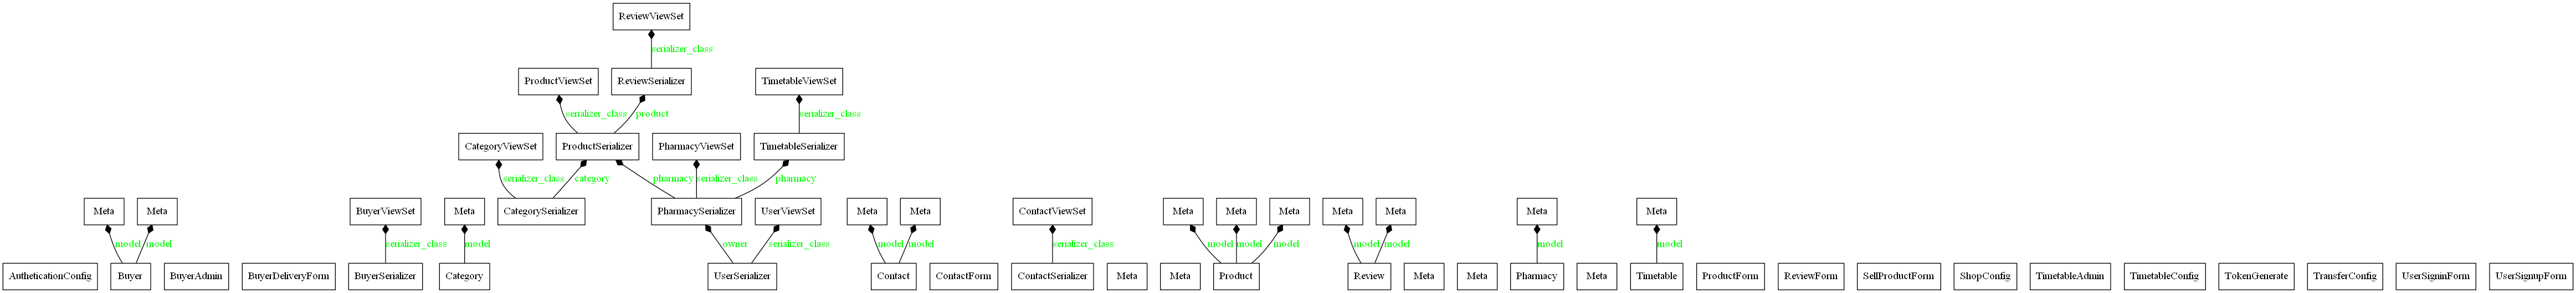 ReviewViewSet
serializer_class
ProductViewSet
ReviewSerializer
TimetableViewSet
serializer_class
product
serializer_class
CategoryViewSet
ProductSerializer
PharmacyViewSet
TimetableSerializer
serializer_class
category
pharmacy
serializer_class
pharmacy
Meta
Meta
BuyerViewSet
Meta
CategorySerializer
PharmacySerializer
UserViewSet
Meta
Meta
ContactViewSet
Meta
Meta
Meta
Meta
Meta
Meta
Meta
model
model
serializer_class
model
owner
serializer_class
model
model
serializer_class
model
model
model
model
model
model
model
AutheticationConfig
Buyer
BuyerAdmin
BuyerDeliveryForm
BuyerSerializer
Category
UserSerializer
Contact
ContactForm
ContactSerializer
Meta
Meta
Product
Review
Meta
Meta
Pharmacy
Meta
Timetable
ProductForm
ReviewForm
SellProductForm
ShopConfig
TimetableAdmin
TimetableConfig
TokenGenerate
TransferConfig
UserSigninForm
UserSignupForm